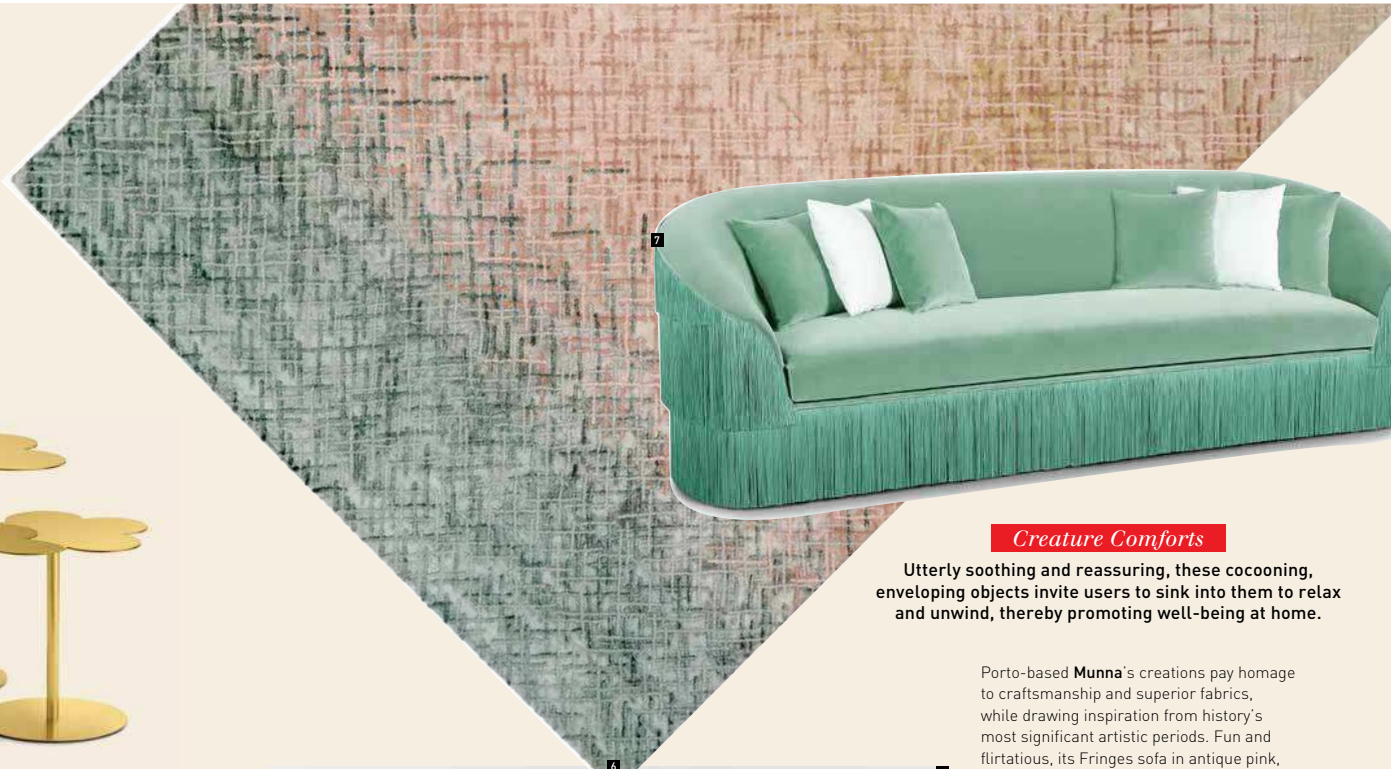 7
Creature Comforts
Utterly soothing and reassuring, these cocooning,
enveloping objects invite users to sink into them to relax
and unwind, thereby promoting well-being at home.
Porto-based Munna's creations pay homage
to craftsmanship and superior fabrics,
while drawing inspiration from history's
most significant artistic periods. Fun and
flirtatious, its Fringes sofa in antique pink,
6